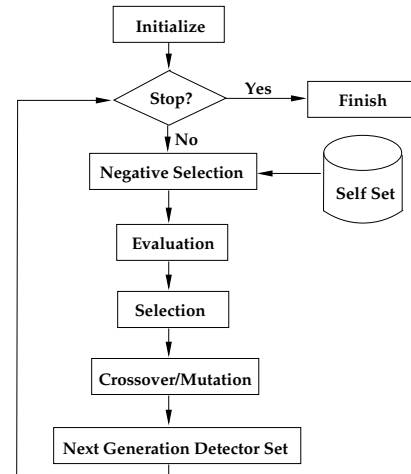 Initialize
Stop?
Yes
Finish
No
Negative Selection
Self Set
Evaluation
Selection
Crossover/Mutation
Next Generation Detector Set